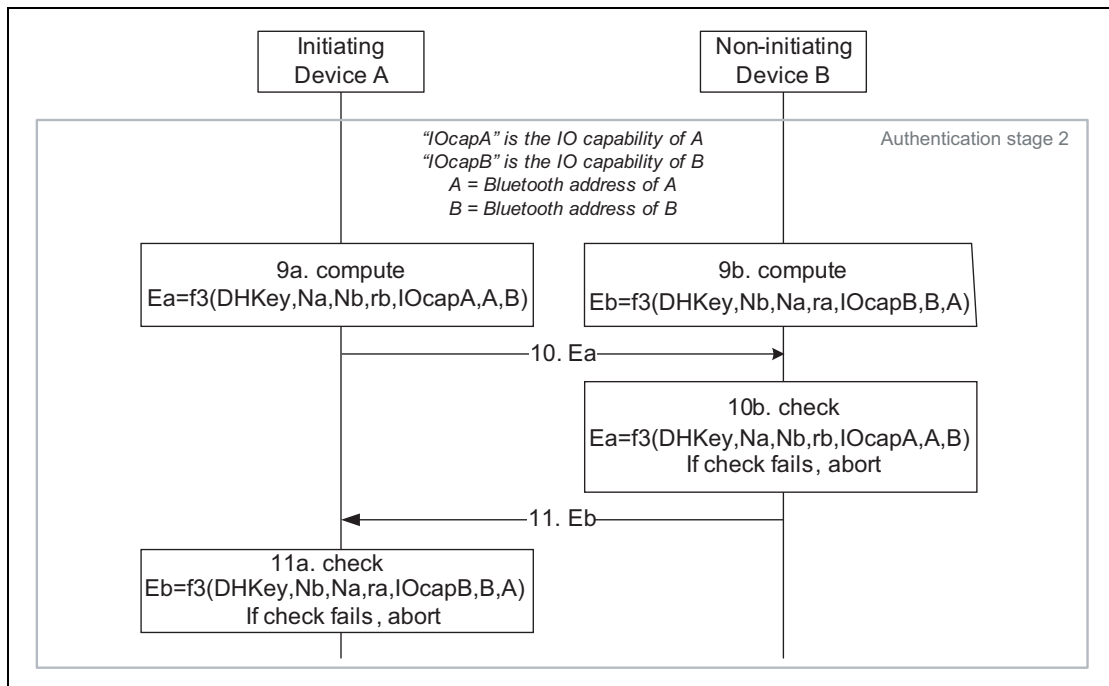 Initiating
Device A
Non-initiating
Device B
“IOcapA” is the IO capability of A
Authentication stage 2
“IOcapB” is the IO capability of B
A = Bluetooth address of A
B = Bluetooth address of B
9a. compute
Ea=f3(DHKey,Na,Nb,rb,IOcapA,A,B)
9b. compute
Eb=f3(DHKey,Nb,Na,ra,IOcapB,B,A)
10. Ea
10b. check
Ea=f3(DHKey,Na,Nb,rb,IOcapA,A,B)
If check fails, abort
11. Eb
11a. check
Eb=f3(DHKey,Nb,Na,ra,IOcapB,B,A)
If check fails, abort